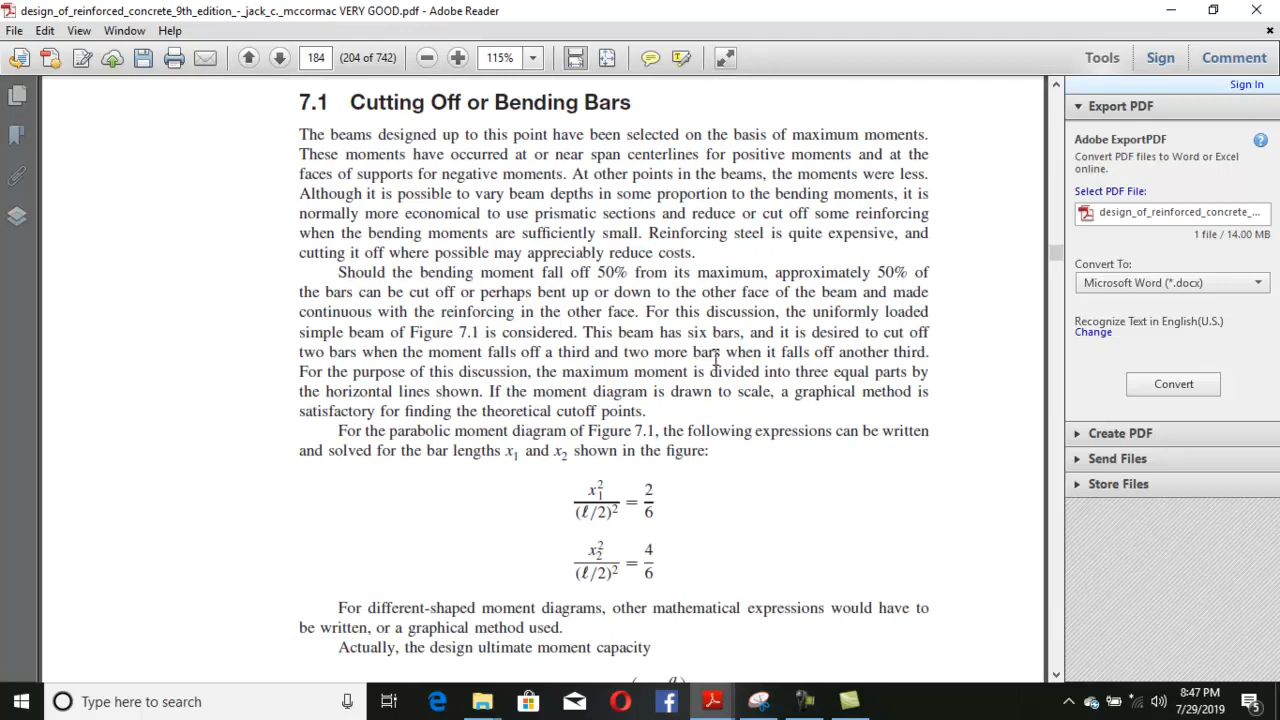 design_of_reinforced_concrete_9th_edition_-_jack_c._mccormac VERY GOOD.pdf - Adobe Reader
File Edit View Window Help
184 (204 of 742) 115% Tools Sign Comment
Sign In
7.1 Cutting Off or Bending Bars
The beams designed up to this point have been selected on the basis of maximum moments.
These moments have occurred at or near span centerlines for positive moments and at the
faces of supports for negative moments. At other points in the beams, the moments were less.
Although it is possible to vary beam depths in some proportion to the bending moments, it is
normally more economical to use prismatic sections and reduce or cut off some reinforcing
when the bending moments are sufficiently small. Reinforcing steel is quite expensive, and
cutting it off where possible may appreciably reduce costs.
Should the bending moment fall off 50% from its maximum, approximately 50% of
the bars can be cut off or perhaps bent up or down to the other face of the beam and made
continuous with the reinforcing in the other face. For this discussion, the uniformly loaded
simple beam of Figure 7.1 is considered. This beam has six bars, and it is desired to cut off
two bars when the moment falls off a third and two more bars when it falls off another third.
For the purpose of this discussion, the maximum moment is divided into three equal parts by
the horizontal lines shown. If the moment diagram is drawn to scale, a graphical method is
satisfactory for finding the theoretical cutoff points.
For the parabolic moment diagram of Figure 7.1, the following expressions can be written
and solved for the bar lengths x₁ and x₂ shown in the figure:
x₁²/(ℓ/2)² = 2/6
x₂²/(ℓ/2)² = 4/6
For different-shaped moment diagrams, other mathematical expressions would have to
be written, or a graphical method used.
Actually, the design ultimate moment capacity
Export PDF
Adobe ExportPDF
Convert PDF files to Word or Excel
online.
Select PDF File:
design_of_reinforced_concrete_...
1 file / 14.00 MB
Convert To:
Microsoft Word (*.docx)
Recognize Text in English(U.S.)
Change
Convert
Create PDF
Send Files
Store Files
Type here to search
8:47 PM
7/29/2019
5